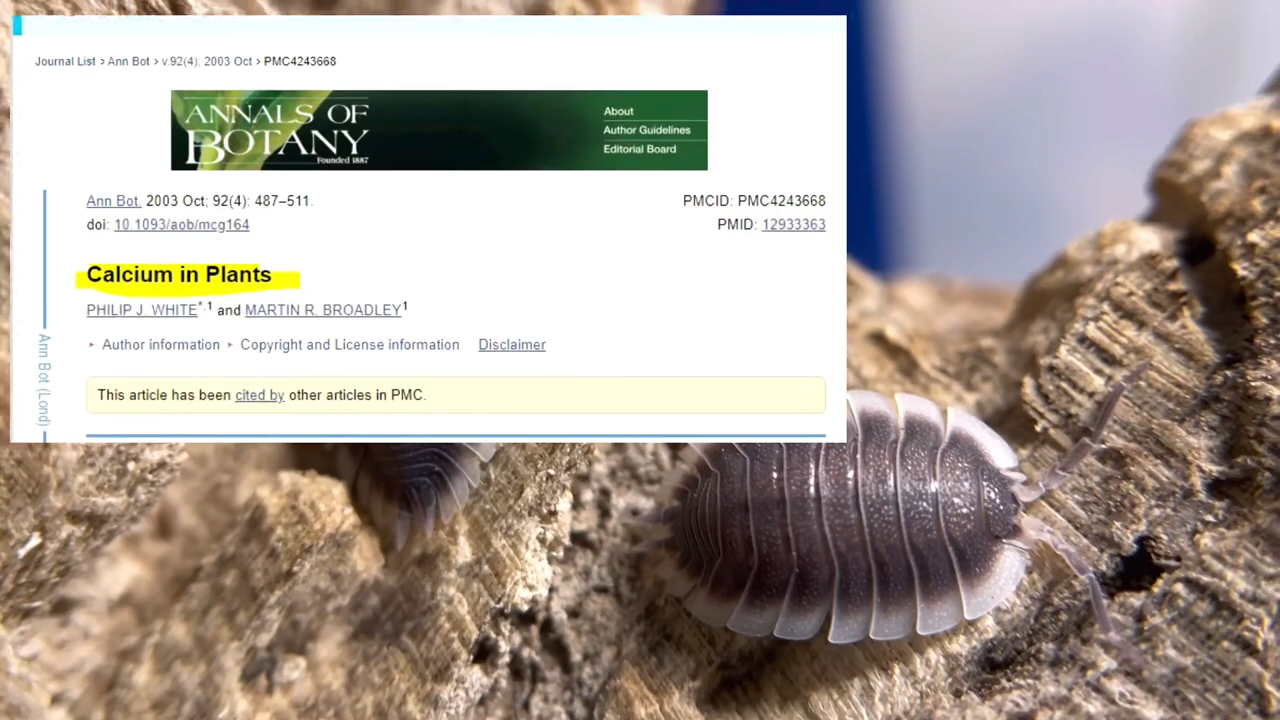 Journal List > Ann Bot > v.92(4); 2003 Oct > PMC4243668
ANNALS OF
BOTANY
Founded 1887
About
Author Guidelines
Editorial Board
Ann Bot. 2003 Oct; 92(4): 487–511.
doi: 10.1093/aob/mcg164
PMCID: PMC4243668
PMID: 12933363
Calcium in Plants
PHILIP J. WHITE*,1 and MARTIN R. BROADLEY1
▸ Author information ▸ Copyright and License information Disclaimer
This article has been cited by other articles in PMC.
Ann Bot (Lond)